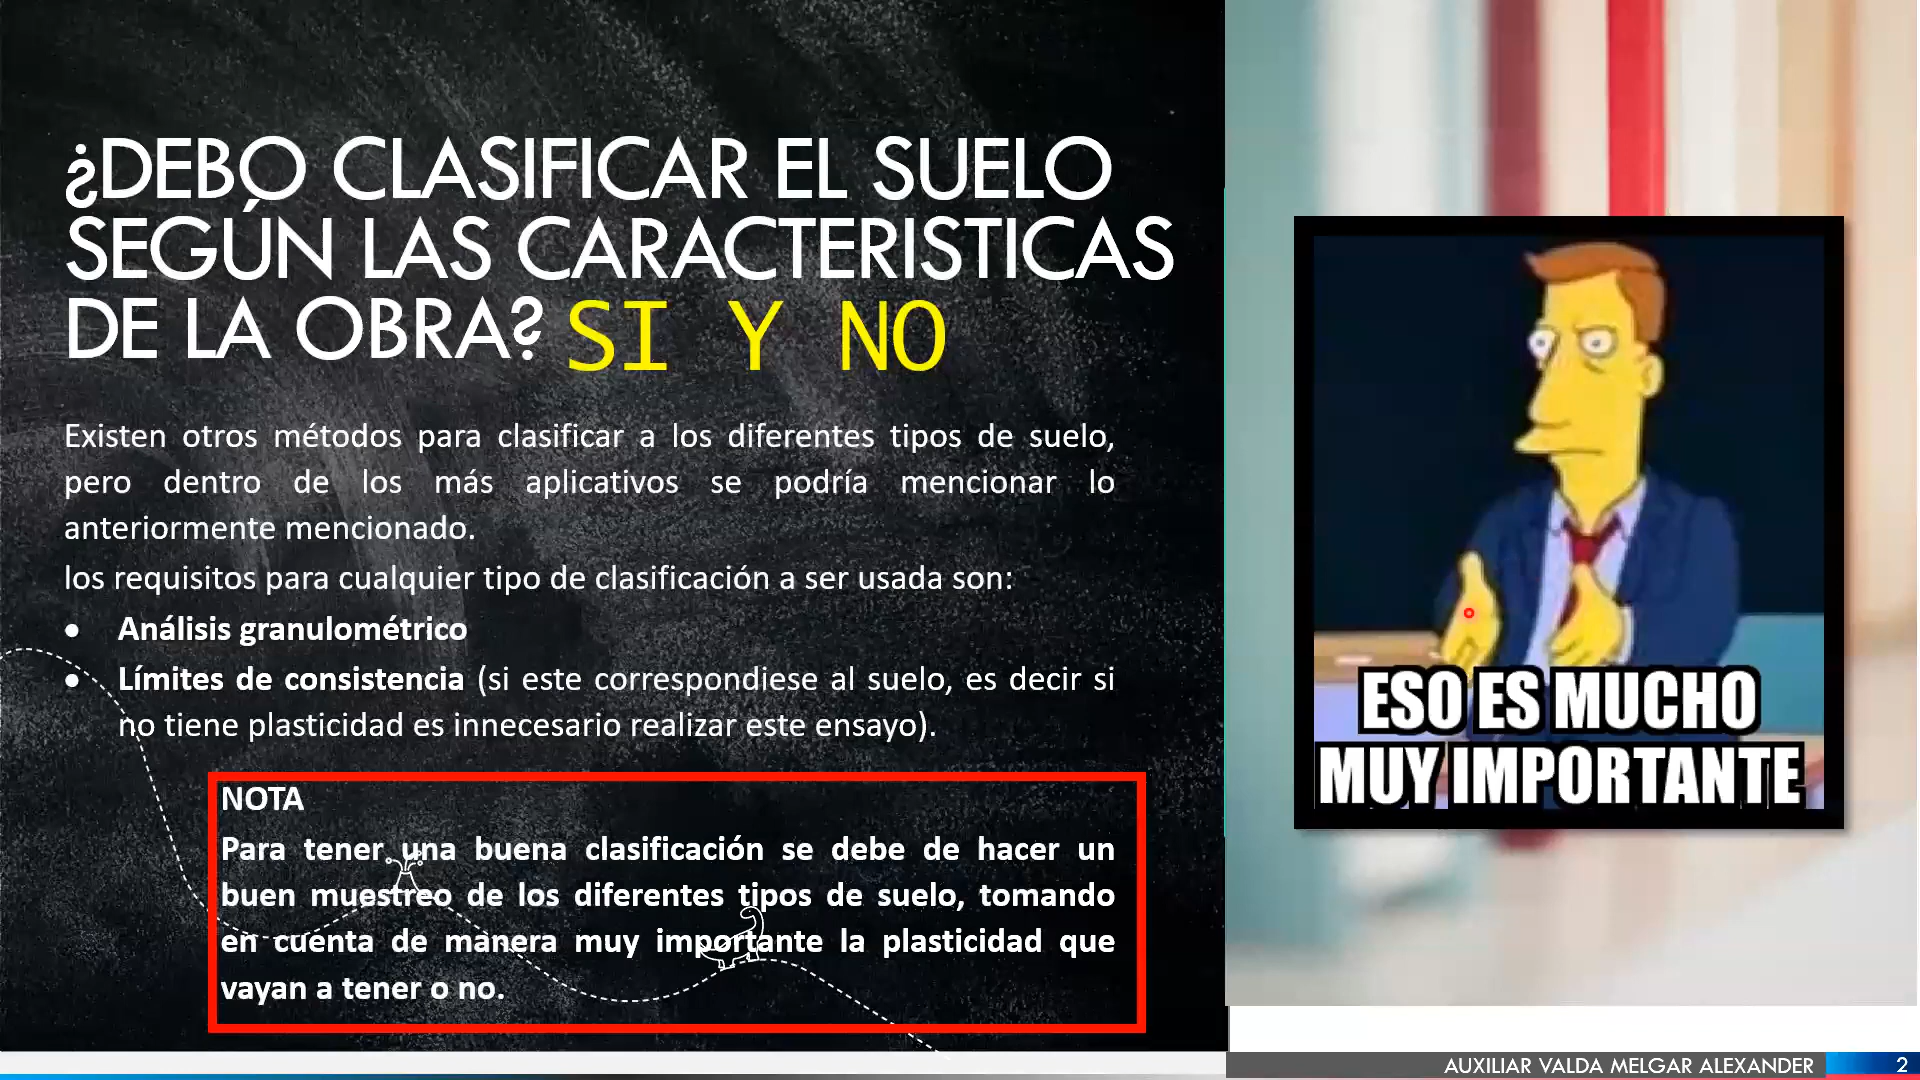 ¿DEBO CLASIFICAR EL SUELO
SEGÚN LAS CARACTERISTICAS
DE LA OBRA? SI Y NO
Existen otros métodos para clasificar a los diferentes tipos de suelo,
pero dentro de los más aplicativos se podría mencionar lo
anteriormente mencionado.
los requisitos para cualquier tipo de clasificación a ser usada son:
• Análisis granulométrico
• Límites de consistencia (si este correspondiese al suelo, es decir si
no tiene plasticidad es innecesario realizar este ensayo).
NOTA
Para tener una buena clasificación se debe de hacer un
buen muestreo de los diferentes tipos de suelo, tomando
en cuenta de manera muy importante la plasticidad que
vayan a tener o no.
ESO ES MUCHO
MUY IMPORTANTE
AUXILIAR VALDA MELGAR ALEXANDER 2